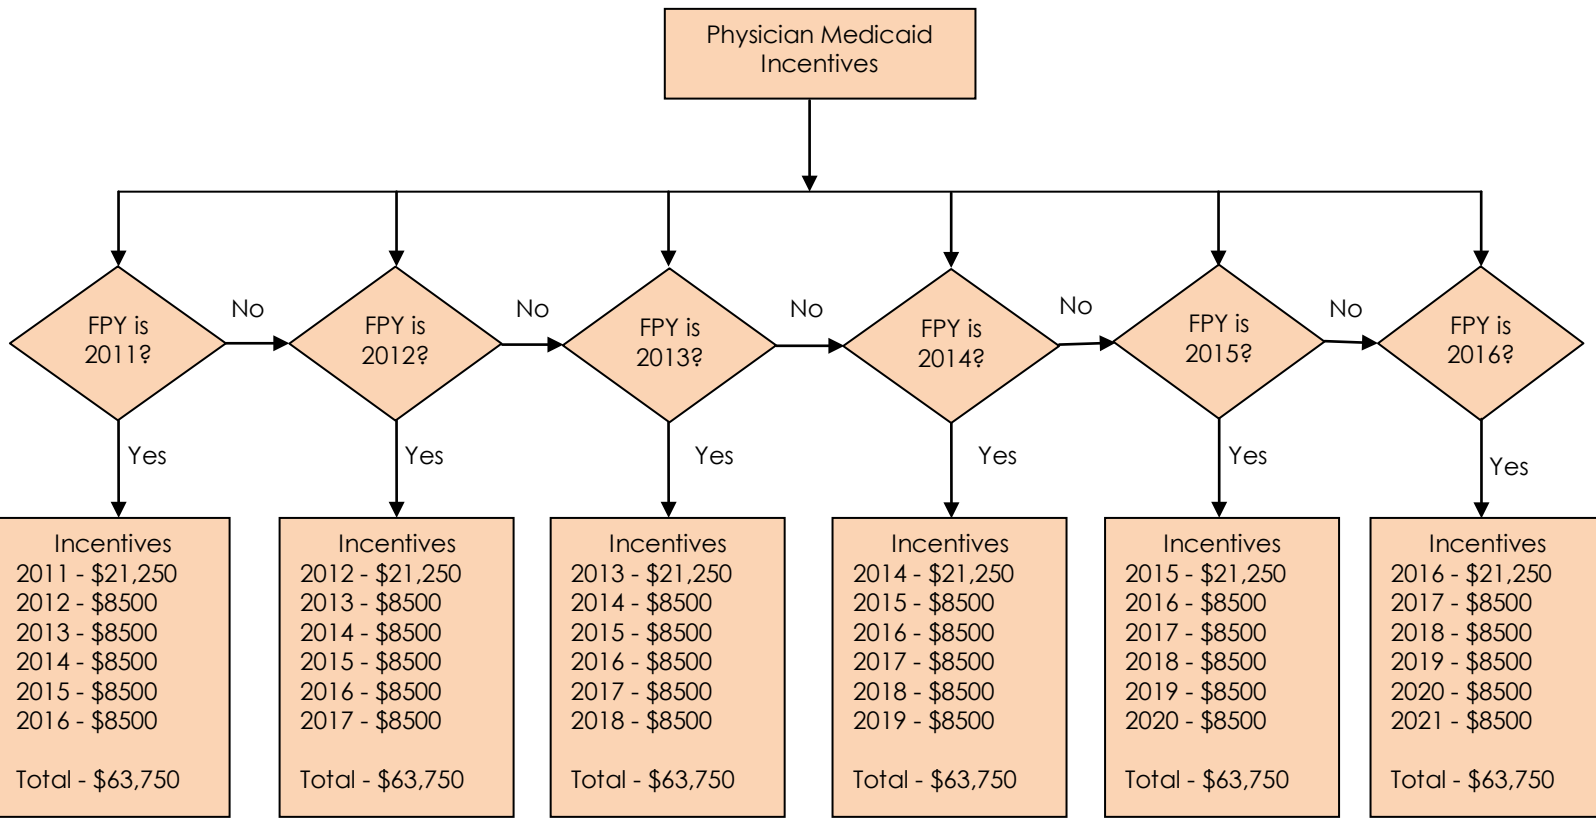 Physician Medicaid
Incentives
FPY is
2011?
No
FPY is
2012?
No
FPY is
2013?
No
FPY is
2014?
No
FPY is
2015?
No
FPY is
2016?
Yes
Yes
Yes
Yes
Yes
Yes
Incentives
2011 - $21,250
2012 - $8500
2013 - $8500
2014 - $8500
2015 - $8500
2016 - $8500
Total - $63,750
Incentives
2012 - $21,250
2013 - $8500
2014 - $8500
2015 - $8500
2016 - $8500
2017 - $8500
Total - $63,750
Incentives
2013 - $21,250
2014 - $8500
2015 - $8500
2016 - $8500
2017 - $8500
2018 - $8500
Total - $63,750
Incentives
2014 - $21,250
2015 - $8500
2016 - $8500
2017 - $8500
2018 - $8500
2019 - $8500
Total - $63,750
Incentives
2015 - $21,250
2016 - $8500
2017 - $8500
2018 - $8500
2019 - $8500
2020 - $8500
Total - $63,750
Incentives
2016 - $21,250
2017 - $8500
2018 - $8500
2019 - $8500
2020 - $8500
2021 - $8500
Total - $63,750